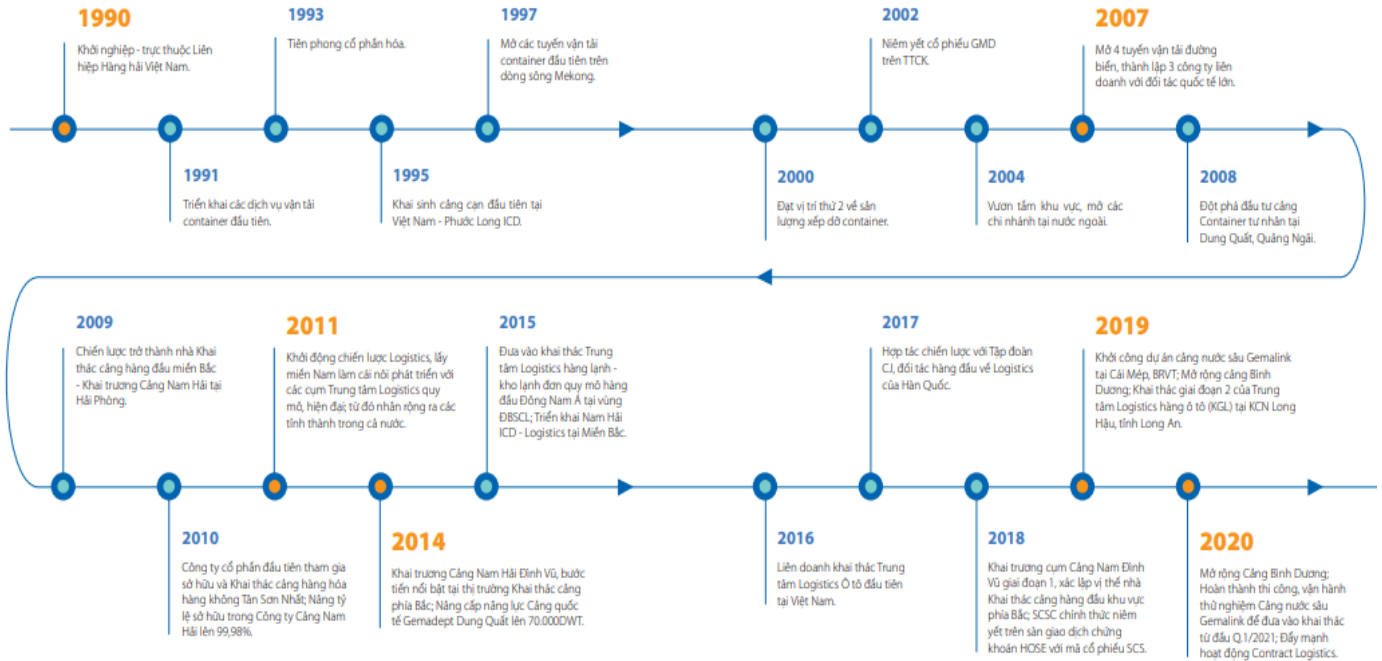 1990
Khởi nghiệp - trực thuộc Liên
hiệp Hàng hải Việt Nam.
1991
Triển khai các dịch vụ vận tải
container đầu tiên.
1993
Tiên phong cổ phần hóa.
1995
Khai sinh cảng cạn đầu tiên tại
Việt Nam - Phước Long ICD.
1997
Mở các tuyến vận tải
container đầu tiên trên
dòng sông Mekong.
2000
Đạt vị trí thứ 2 về sản
lượng xếp dỡ container.
2002
Niêm yết cổ phiếu GMD
trên TTCK.
2004
Vươn tầm khu vực, mở các
chi nhánh tại nước ngoài.
2007
Mở 4 tuyến vận tải đường
biển, thành lập 3 công ty liên
doanh với đối tác quốc tế lớn.
2008
Đột phá đầu tư cảng
Container tư nhân tại
Dung Quất, Quảng Ngãi.
2009
Chiến lược trở thành nhà Khai
thác cảng hàng đầu miền Bắc
- Khai trương Cảng Nam Hải tại
Hải Phòng.
2010
Công ty cổ phần đầu tiên tham gia
sở hữu và Khai thác cảng hàng hóa
hàng không Tân Sơn Nhất; Nâng tỷ
lệ sở hữu trong Công ty Cảng Nam
Hải lên 99,98%.
2011
Khởi động chiến lược Logistics, lấy
miền Nam làm cái nôi phát triển với
các cụm Trung tâm Logistics quy
mô, hiện đại; từ đó nhân rộng ra các
tỉnh thành trong cả nước.
2014
Khai trương Cảng Nam Hải Đình Vũ, bước
tiến nổi bật tại thị trường Khai thác cảng
phía Bắc; Nâng cấp năng lực Cảng quốc
tế Gemadept Dung Quất lên 70.000DWT.
2015
Đưa vào khai thác Trung
tâm Logistics hàng lạnh -
kho lạnh đơn quy mô hàng
đầu Đông Nam Á tại vùng
ĐBSCL; Triển khai Nam Hải
ICD - Logistics tại Miền Bắc.
2016
Liên doanh khai thác Trung
tâm Logistics Ô tô đầu tiên
tại Việt Nam.
2017
Hợp tác chiến lược với Tập đoàn
CJ, đối tác hàng đầu về Logistics
của Hàn Quốc.
2018
Khai trương cụm Cảng Nam Đình
Vũ giai đoạn 1, xác lập vị thế nhà
Khai thác cảng hàng đầu khu vực
phía Bắc; SCSC chính thức niêm
yết trên sàn giao dịch chứng
khoán HOSE với mã cổ phiếu SCS.
2019
Khởi công dự án cảng nước sâu Gemalink
tại Cái Mép, BRVT; Mở rộng cảng Bình
Dương; Khai thác giai đoạn 2 của Trung
tâm Logistics hàng ô tô (KGL) tại KCN Long
Hậu, tỉnh Long An.
2020
Mở rộng Cảng Bình Dương;
Hoàn thành thi công, vận hành
thử nghiệm Cảng nước sâu
Gemalink để đưa vào khai thác
từ đầu Q.1/2021; Đẩy mạnh
hoạt động Contract Logistics.